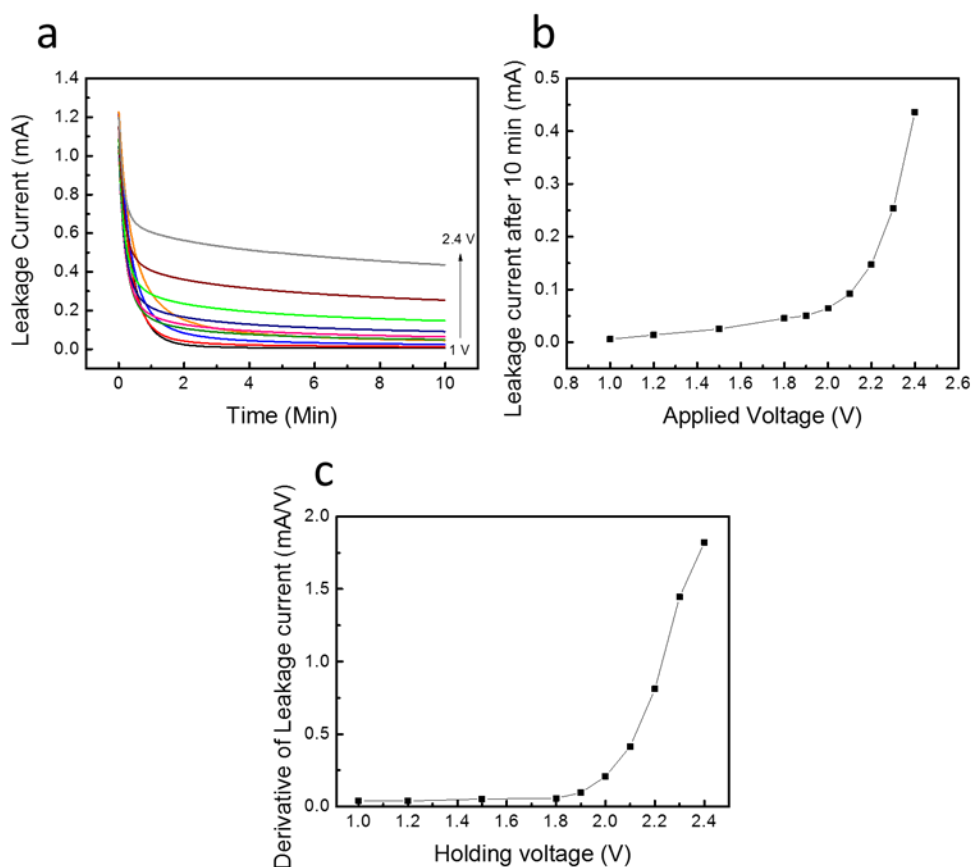 a
Leakage Current (mA)
1.4
1.2
1.0
0.8
0.6
0.4
0.2
0.0
2.4 V
1 V
0 2 4 6 8 10
Time (Min)
b
Leakage current after 10 min (mA)
0.5
0.4
0.3
0.2
0.1
0.0
0.8 1.0 1.2 1.4 1.6 1.8 2.0 2.2 2.4 2.6
Applied Voltage (V)
c
Derivative of Leakage current (mA/V)
2.0
1.5
1.0
0.5
0.0
1.0 1.2 1.4 1.6 1.8 2.0 2.2 2.4
Holding voltage (V)